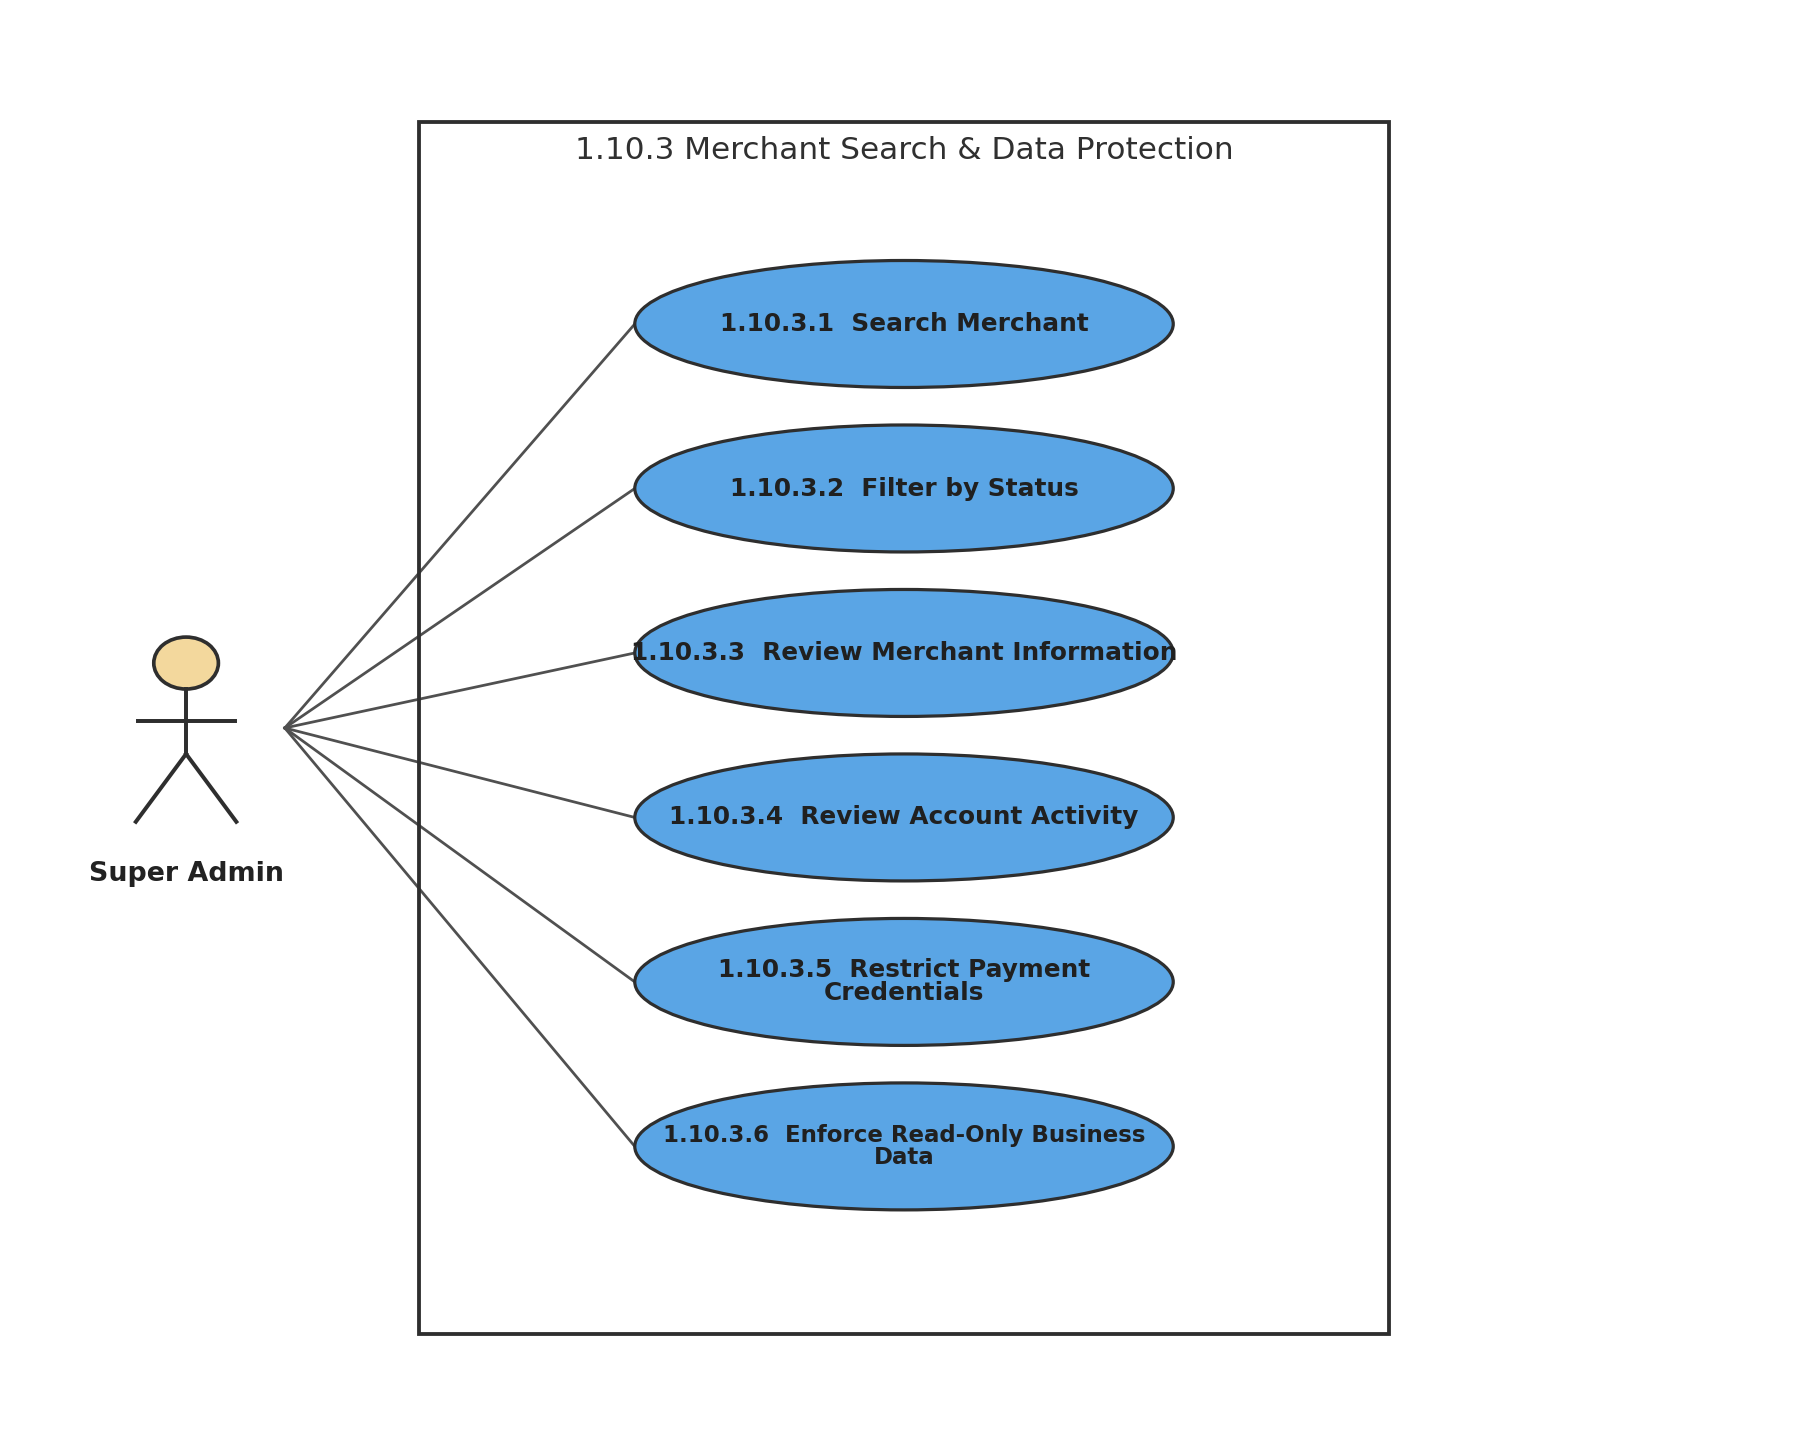 1.10.3 Merchant Search & Data Protection
1.10.3.1  Search Merchant
1.10.3.2  Filter by Status
1.10.3.3  Review Merchant Information
1.10.3.4  Review Account Activity
Super Admin
1.10.3.5  Restrict Payment
Credentials
1.10.3.6  Enforce Read-Only Business
Data